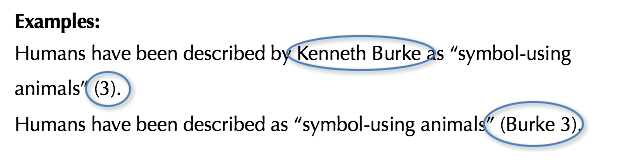 Examples:
Humans have been described by Kenneth Burke as “symbol-using
animals” (3).
Humans have been described as “symbol-using animals” (Burke 3).